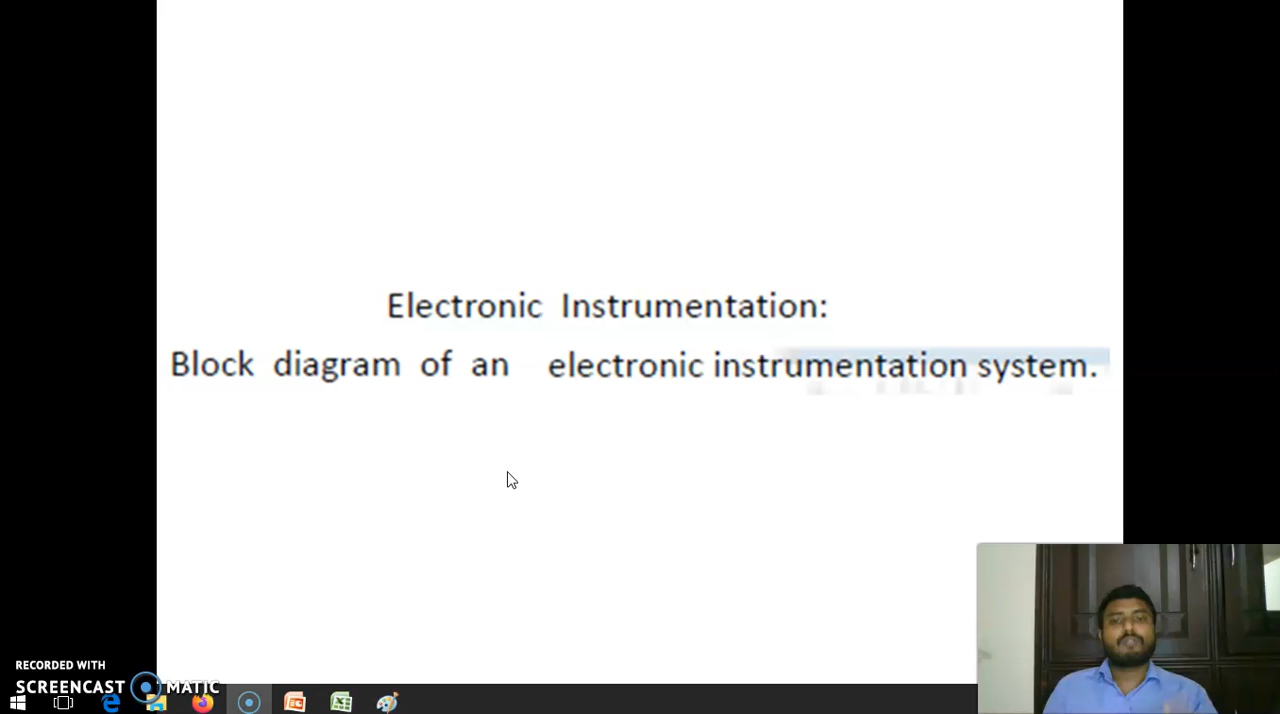 Electronic Instrumentation:
Block diagram of an electronic instrumentation system.
RECORDED WITH
SCREENCAST MATIC